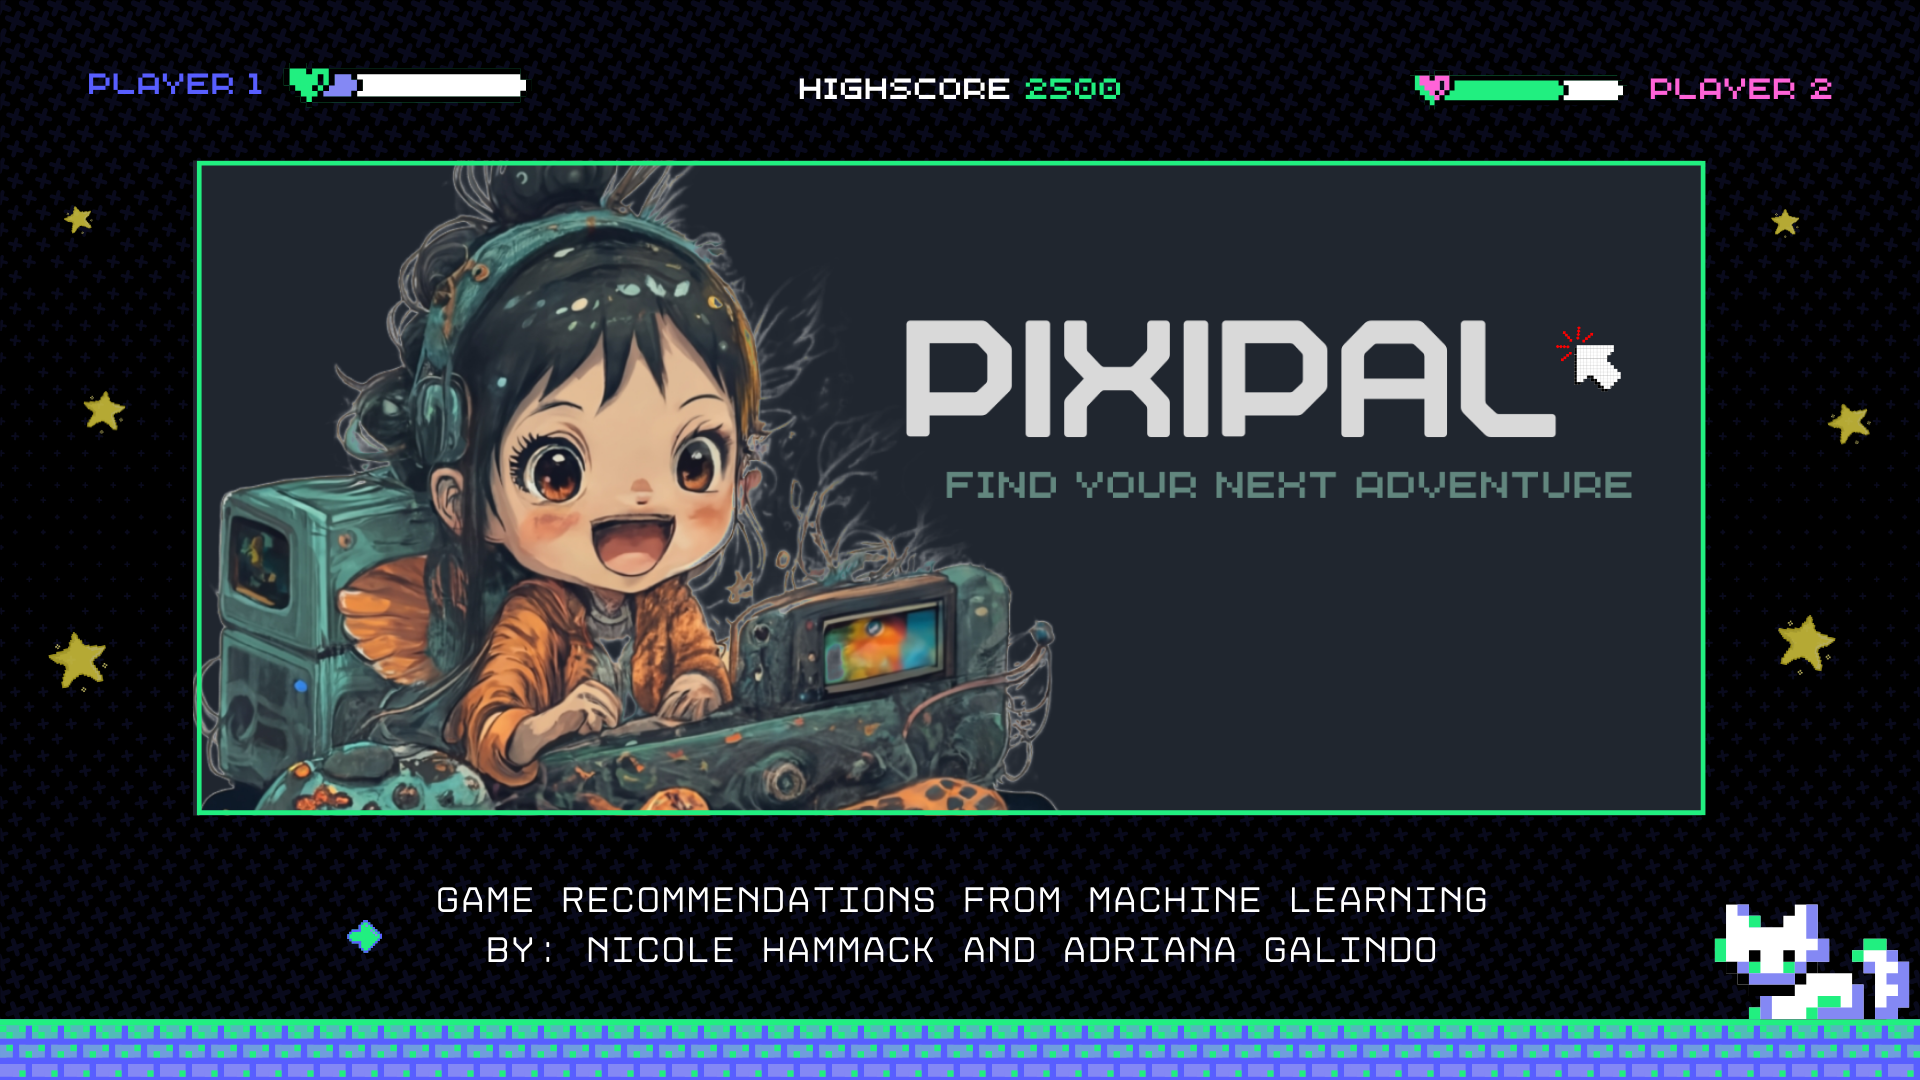 PLAYER 1
HIGHSCORE 2500
PLAYER 2
PIXIPAL
FIND YOUR NEXT ADVENTURE
GAME RECOMMENDATIONS FROM MACHINE LEARNING
BY: NICOLE HAMMACK AND ADRIANA GALINDO